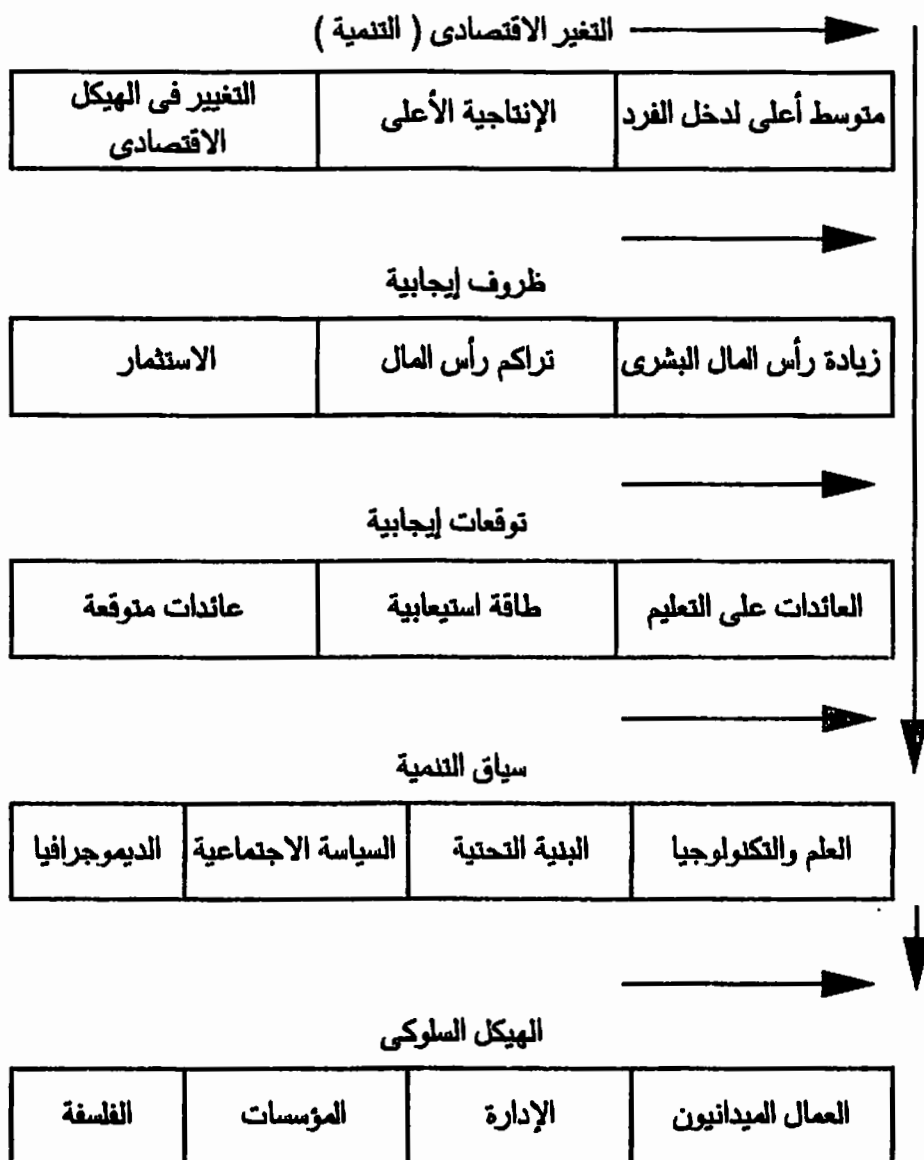 التغير الاقتصادى ( التنمية )
متوسط أعلى لدخل الفرد
الإنتاجية الأعلى
التغيير فى الهيكل
الاقتصادى
ظروف إيجابية
زيادة رأس المال البشرى
تراكم رأس المال
الاستثمار
توقعات إيجابية
العائدات على التعليم
طاقة استيعابية
عائدات متوقعة
سياق التنمية
العلم والتكنولوجيا
البنية التحتية
السياسة الاجتماعية
الديموجرافيا
الهيكل السلوكى
العمال الميدانيون
الإدارة
المؤسسات
الفلسفة